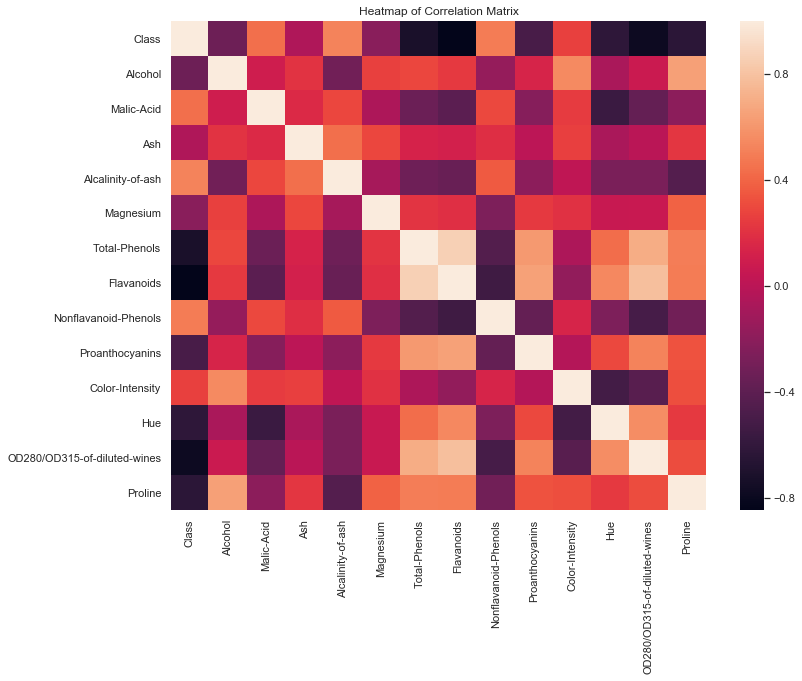 Heatmap of Correlation Matrix
Class
Alcohol
Malic-Acid
Ash
Alcalinity-of-ash
Magnesium
Total-Phenols
Flavanoids
Nonflavanoid-Phenols
Proanthocyanins
Color-Intensity
Hue
OD280/OD315-of-diluted-wines
Proline
Class
Alcohol
Malic-Acid
Ash
Alcalinity-of-ash
Magnesium
Total-Phenols
Flavanoids
Nonflavanoid-Phenols
Proanthocyanins
Color-Intensity
Hue
OD280/OD315-of-diluted-wines
Proline
0.8
0.4
0.0
−0.4
−0.8